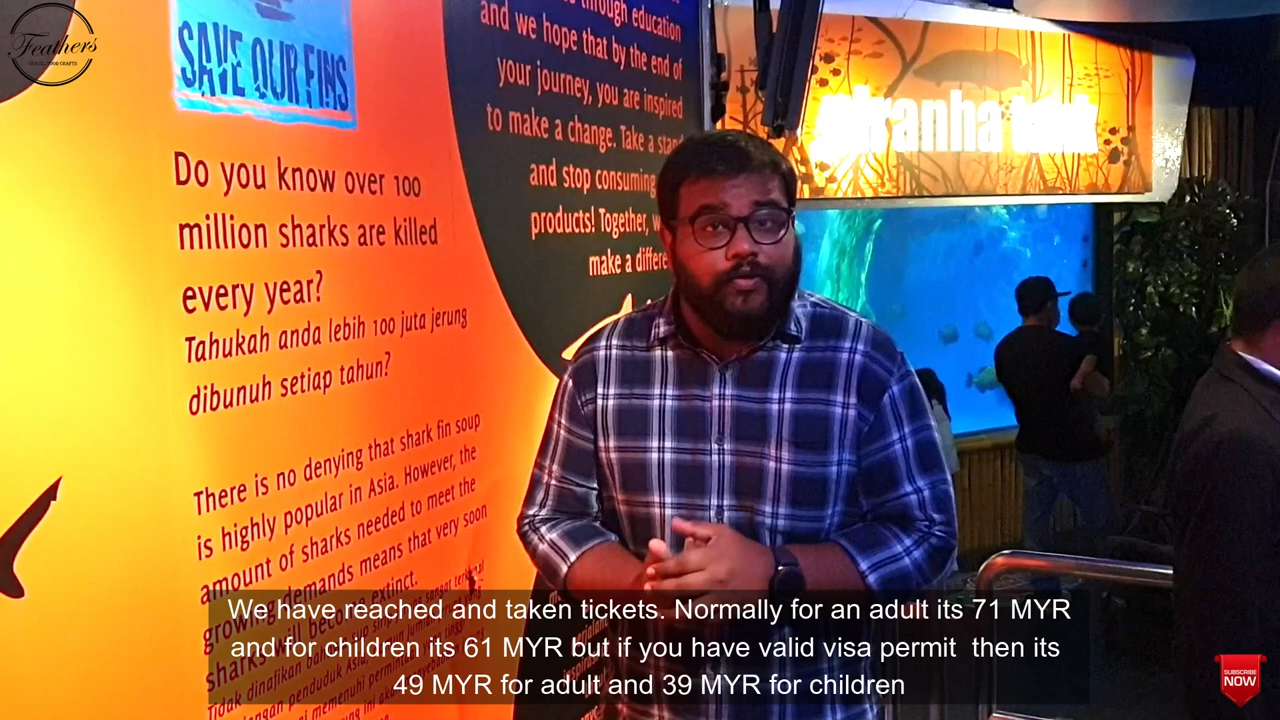 Feathers
TRAVEL FOOD CRAFTS
SAVE OUR FINS
Do you know over 100
million sharks are killed
every year?
Tahukah anda lebih 100 juta jerung
dibunuh setiap tahun?
There is no denying that shark fin soup
is highly popular in Asia. However, the
amount of sharks needed to meet the
growing demands means that very soon
sharks will become extinct.
through education
and we hope that by the end of
your journey, you are inspired
to make a change. Take a stand
and stop consuming
products! Together,
make a
piranha tank
We have reached and taken tickets. Normally for an adult its 71 MYR
and for children its 61 MYR but if you have valid visa permit then its
49 MYR for adult and 39 MYR for children
SUBSCRIBE
NOW